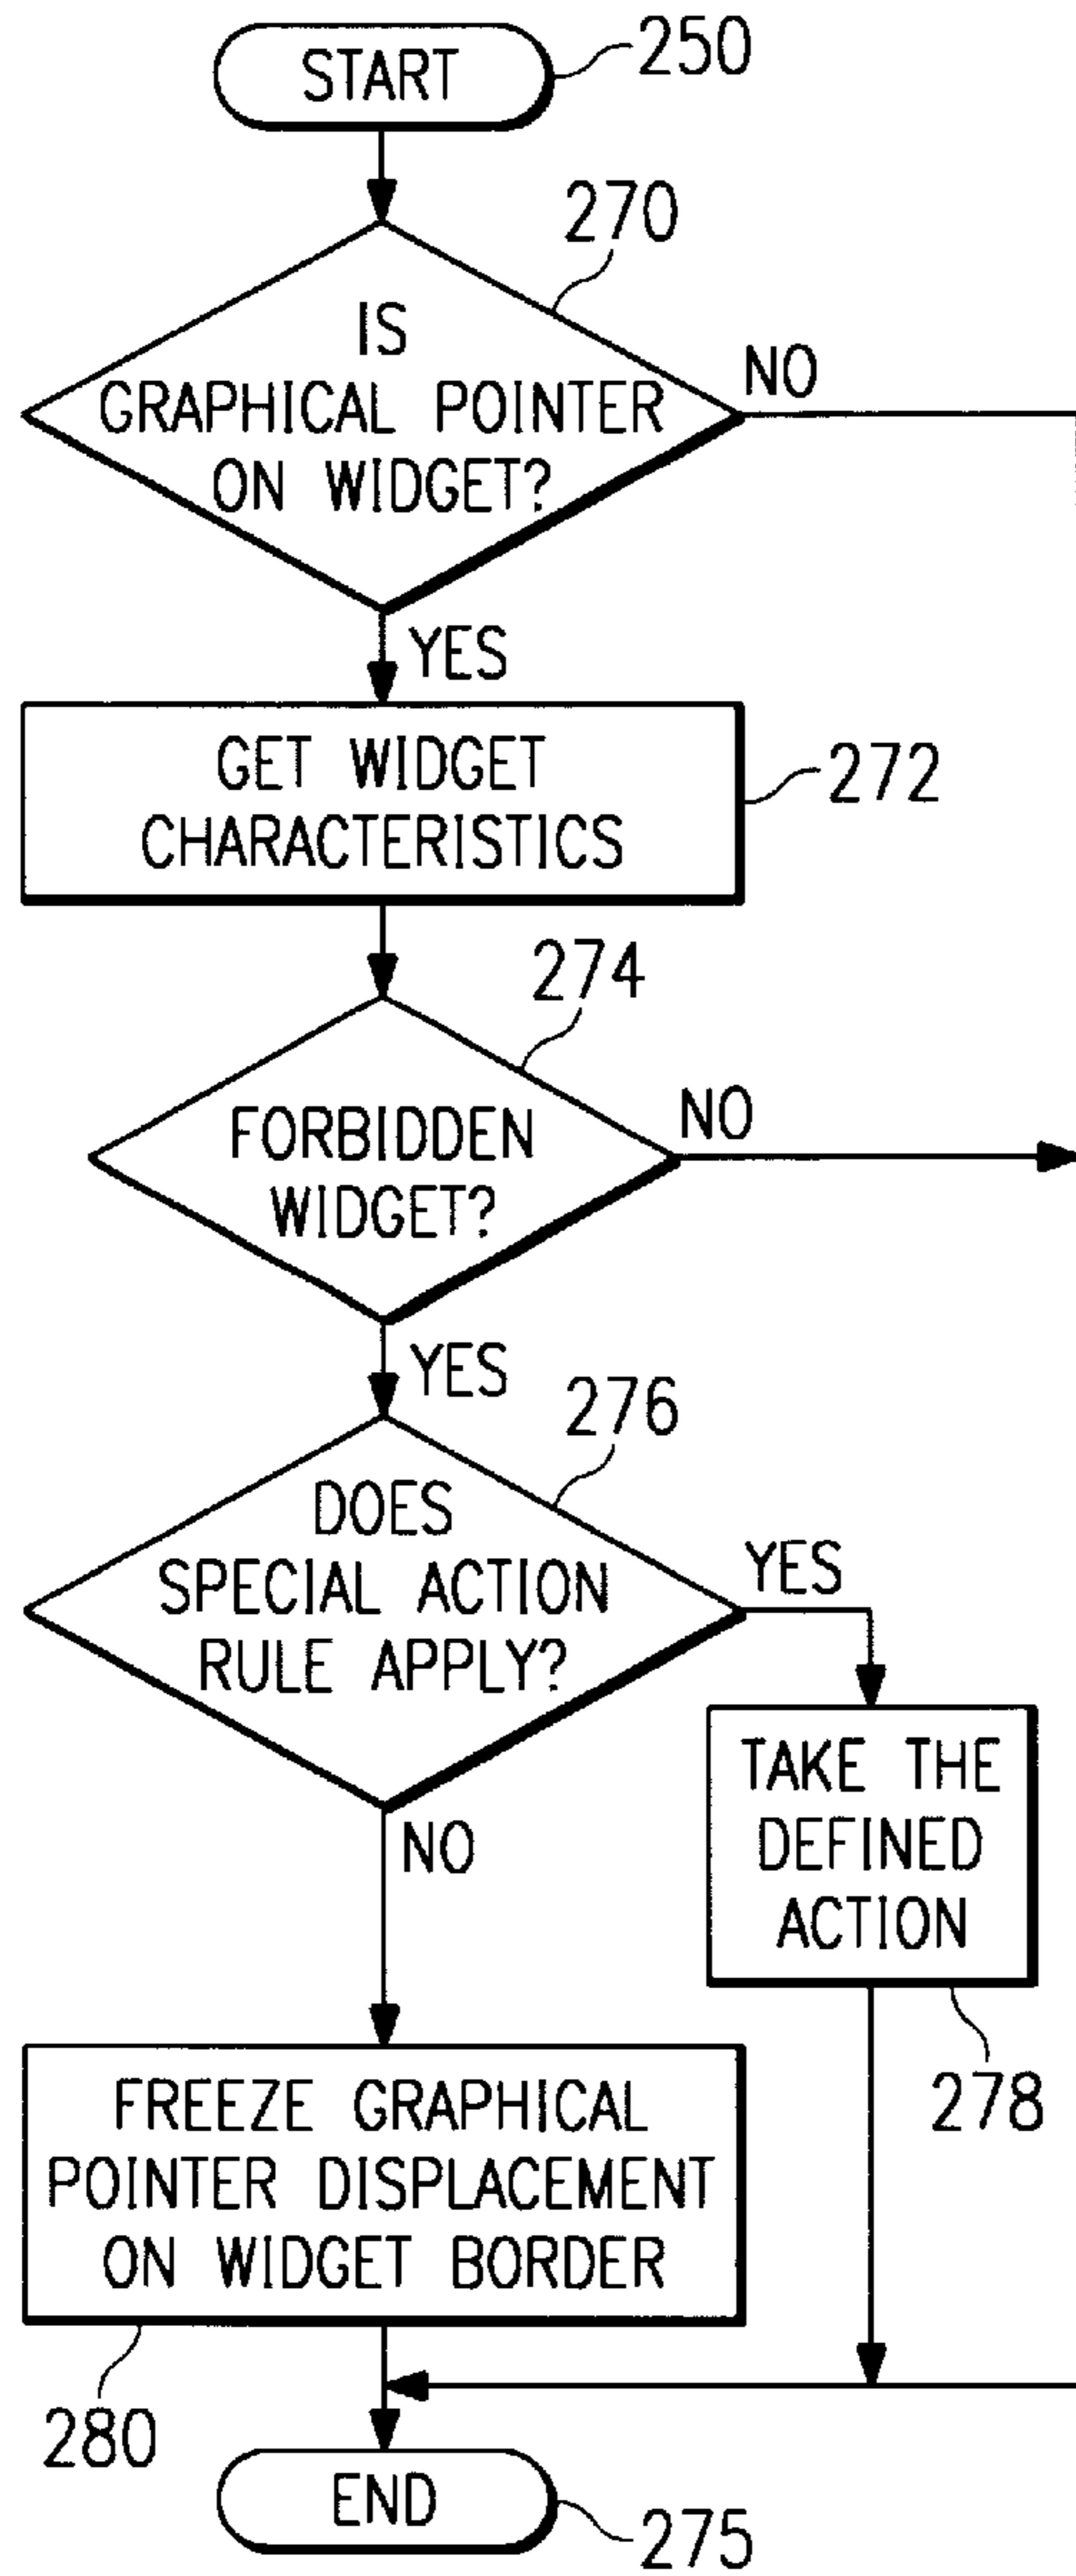 START
250
270
IS
GRAPHICAL POINTER
ON WIDGET?
NO
YES
GET WIDGET
CHARACTERISTICS
272
274
FORBIDDEN
WIDGET?
NO
YES
276
DOES
SPECIAL ACTION
RULE APPLY?
YES
NO
TAKE THE
DEFINED
ACTION
278
FREEZE GRAPHICAL
POINTER DISPLACEMENT
ON WIDGET BORDER
280
END
275